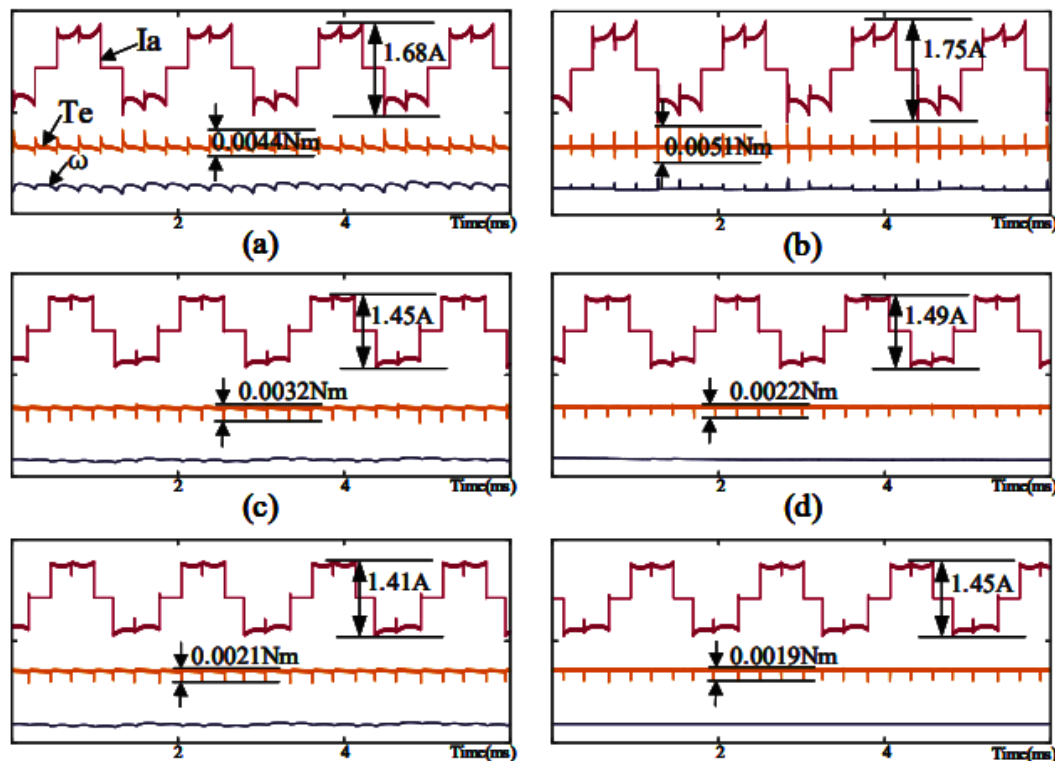 Ia
1.68A
Te
0.0044Nm
ω
2
4
Time(ms)
(a)
1.75A
0.0051Nm
2
4
Time(ms)
(b)
1.45A
0.0032Nm
2
4
Time(ms)
(c)
1.49A
0.0022Nm
2
4
Time(ms)
(d)
1.41A
0.0021Nm
2
4
Time(ms)
1.45A
0.0019Nm
2
4
Time(ms)